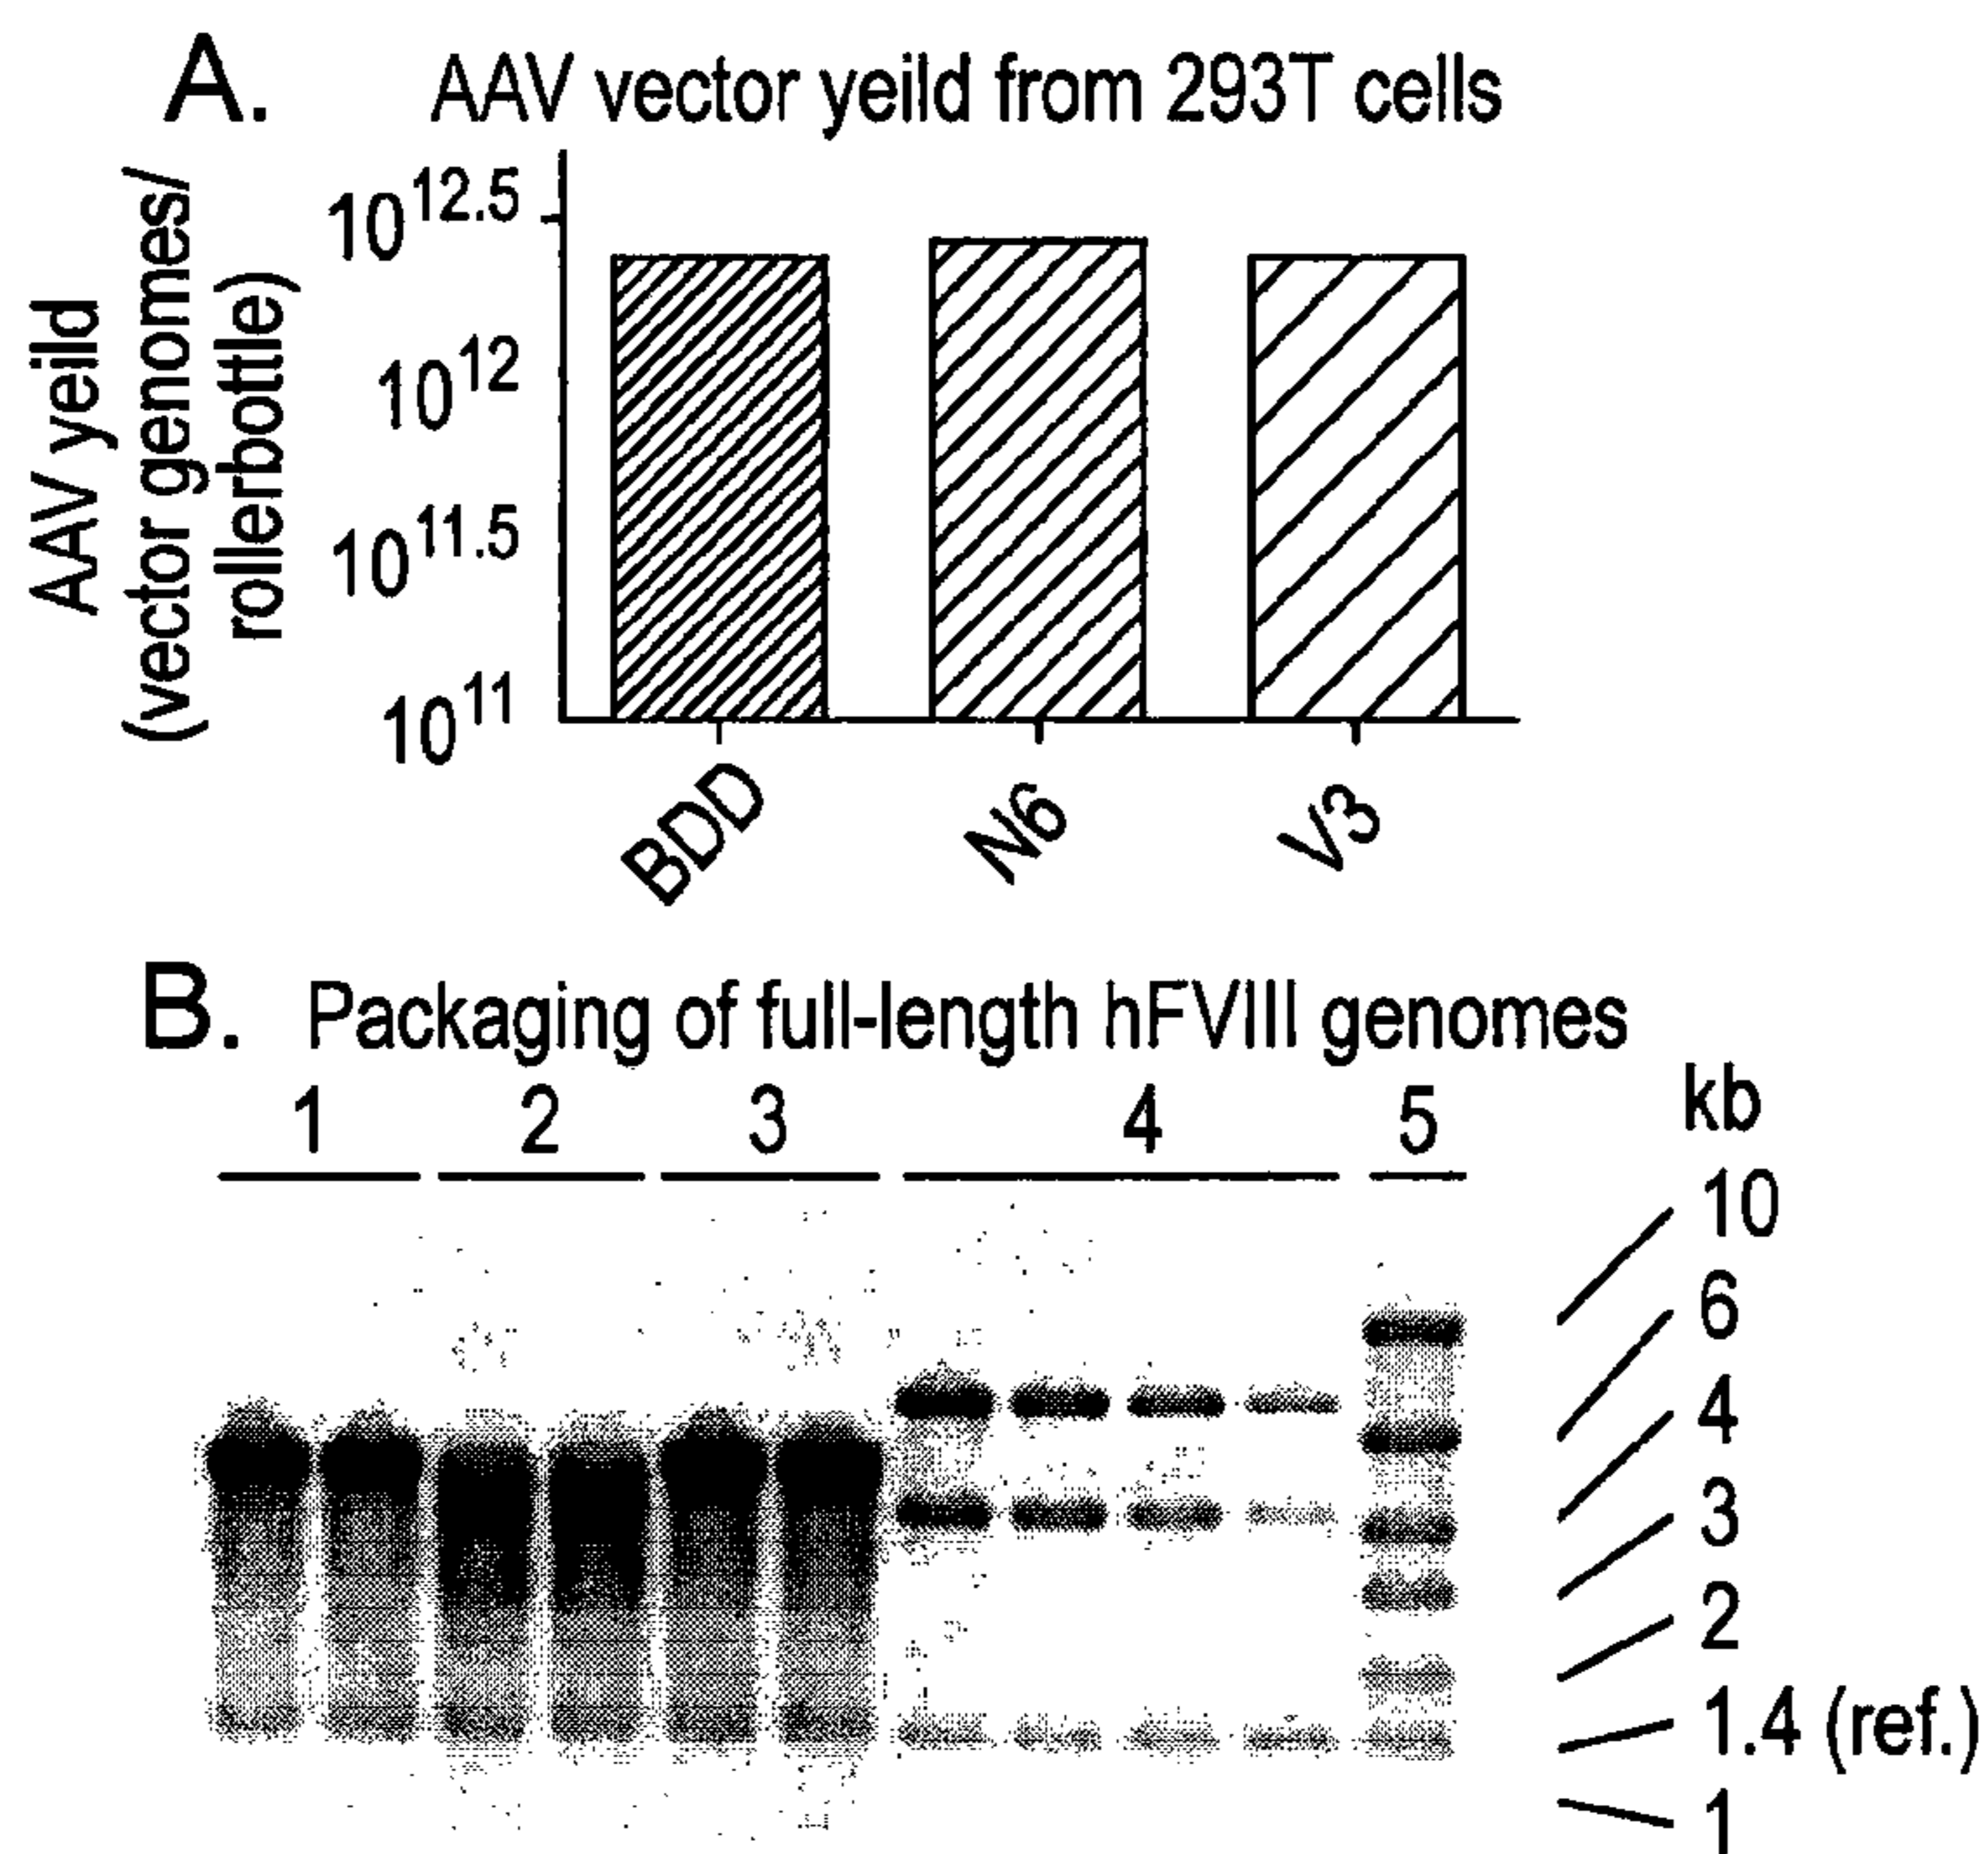 A. AAV vector yeild from 293T cells
AAV yeild
(vector genomes/
rollerbottle)
10^12.5
10^12
10^11.5
10^11
BDD N6 V3
B. Packaging of full-length hFVIII genomes
1 2 3 4 5 kb
10
6
4
3
2
1.4 (ref.)
1